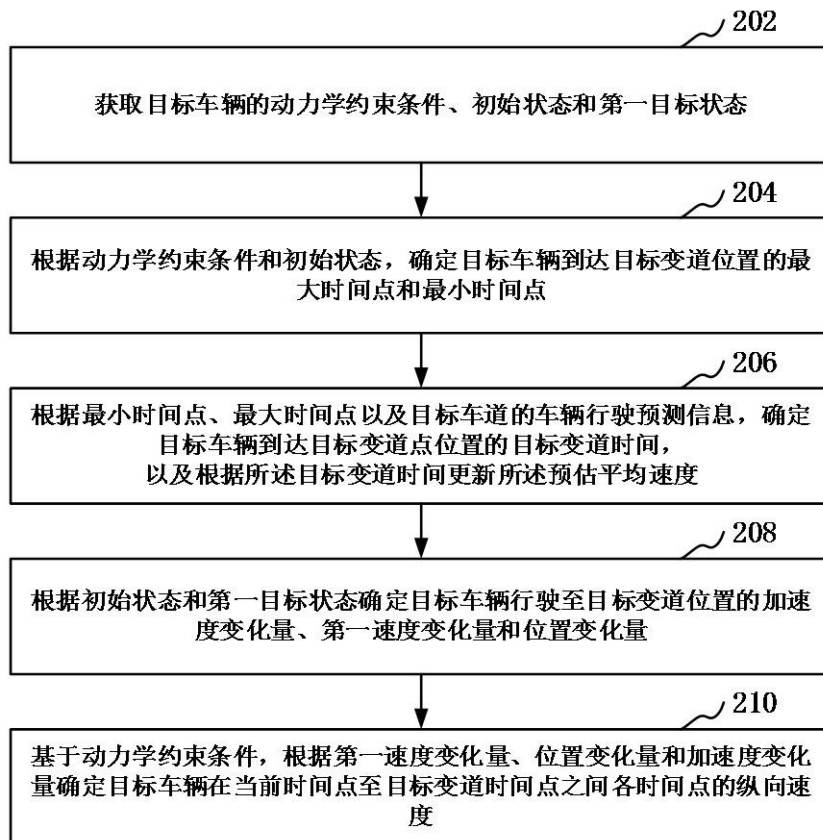 202
获取目标车辆的动力学约束条件、初始状态和第一目标状态
204
根据动力学约束条件和初始状态，确定目标车辆到达目标变道位置的最
大时间点和最小时间点
206
根据最小时间点、最大时间点以及目标车道的车辆行驶预测信息，确定
目标车辆到达目标变道点位置的目标变道时间，
以及根据所述目标变道时间更新所述预估平均速度
208
根据初始状态和第一目标状态确定目标车辆行驶至目标变道位置的加速
度变化量、第一速度变化量和位置变化量
210
基于动力学约束条件，根据第一速度变化量、位置变化量和加速度变化
量确定目标车辆在当前时间点至目标变道时间点之间各时间点的纵向速
度